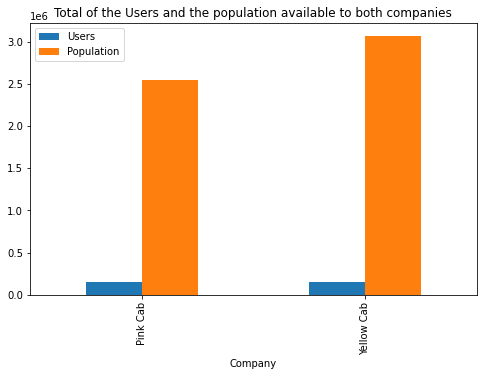 Total of the Users and the population available to both companies
1e6
Users
Population
3.0
2.5
2.0
1.5
1.0
0.5
0.0
Pink Cab
Yellow Cab
Company